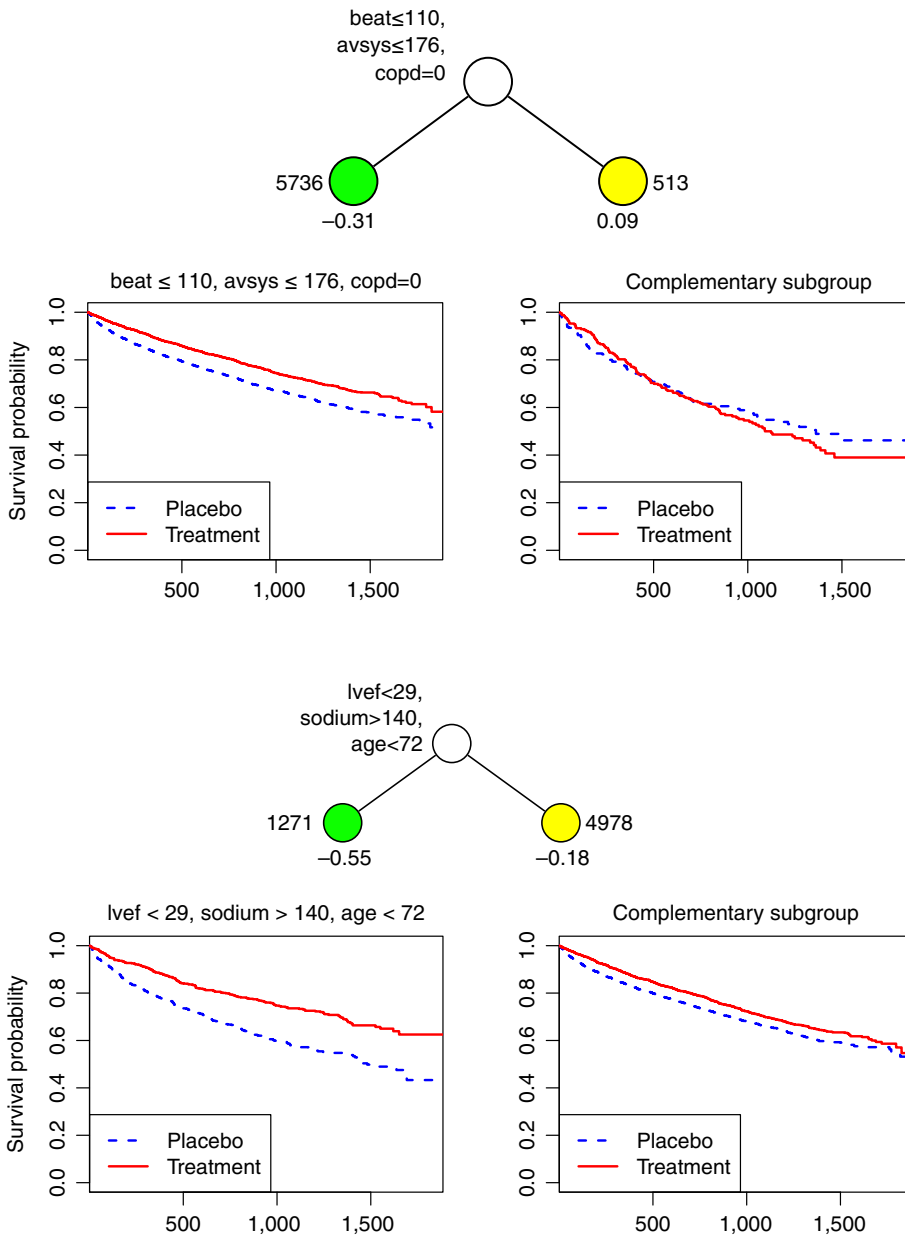 beat≤110,
avsys≤176,
copd=0
5736
513
−0.31
0.09
beat ≤ 110, avsys ≤ 176, copd=0
Complementary subgroup
Survival probability
1.0
0.8
0.6
0.4
0.2
0.0
Placebo
Treatment
500
1,000
1,500
1.0
0.8
0.6
0.4
0.2
0.0
Placebo
Treatment
500
1,000
1,500
lvef<29,
sodium>140,
age<72
1271
4978
−0.55
−0.18
lvef < 29, sodium > 140, age < 72
Complementary subgroup
Survival probability
1.0
0.8
0.6
0.4
0.2
0.0
Placebo
Treatment
500
1,000
1,500
1.0
0.8
0.6
0.4
0.2
0.0
Placebo
Treatment
500
1,000
1,500